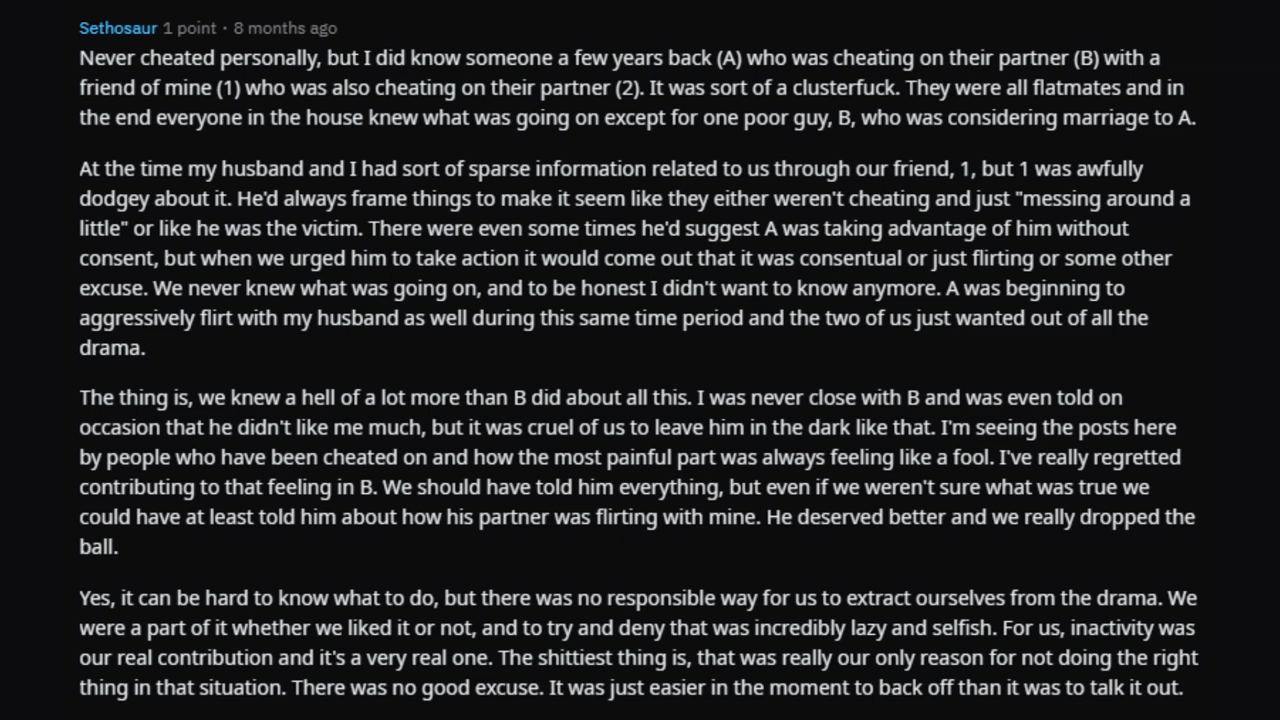 Sethosaur 1 point · 8 months ago
Never cheated personally, but I did know someone a few years back (A) who was cheating on their partner (B) with a
friend of mine (1) who was also cheating on their partner (2). It was sort of a clusterfuck. They were all flatmates and in
the end everyone in the house knew what was going on except for one poor guy, B, who was considering marriage to A.
At the time my husband and I had sort of sparse information related to us through our friend, 1, but 1 was awfully
dodgey about it. He'd always frame things to make it seem like they either weren't cheating and just "messing around a
little" or like he was the victim. There were even some times he'd suggest A was taking advantage of him without
consent, but when we urged him to take action it would come out that it was consentual or just flirting or some other
excuse. We never knew what was going on, and to be honest I didn't want to know anymore. A was beginning to
aggressively flirt with my husband as well during this same time period and the two of us just wanted out of all the
drama.
The thing is, we knew a hell of a lot more than B did about all this. I was never close with B and was even told on
occasion that he didn't like me much, but it was cruel of us to leave him in the dark like that. I'm seeing the posts here
by people who have been cheated on and how the most painful part was always feeling like a fool. I've really regretted
contributing to that feeling in B. We should have told him everything, but even if we weren't sure what was true we
could have at least told him about how his partner was flirting with mine. He deserved better and we really dropped the
ball.
Yes, it can be hard to know what to do, but there was no responsible way for us to extract ourselves from the drama. We
were a part of it whether we liked it or not, and to try and deny that was incredibly lazy and selfish. For us, inactivity was
our real contribution and it's a very real one. The shittiest thing is, that was really our only reason for not doing the right
thing in that situation. There was no good excuse. It was just easier in the moment to back off than it was to talk it out.